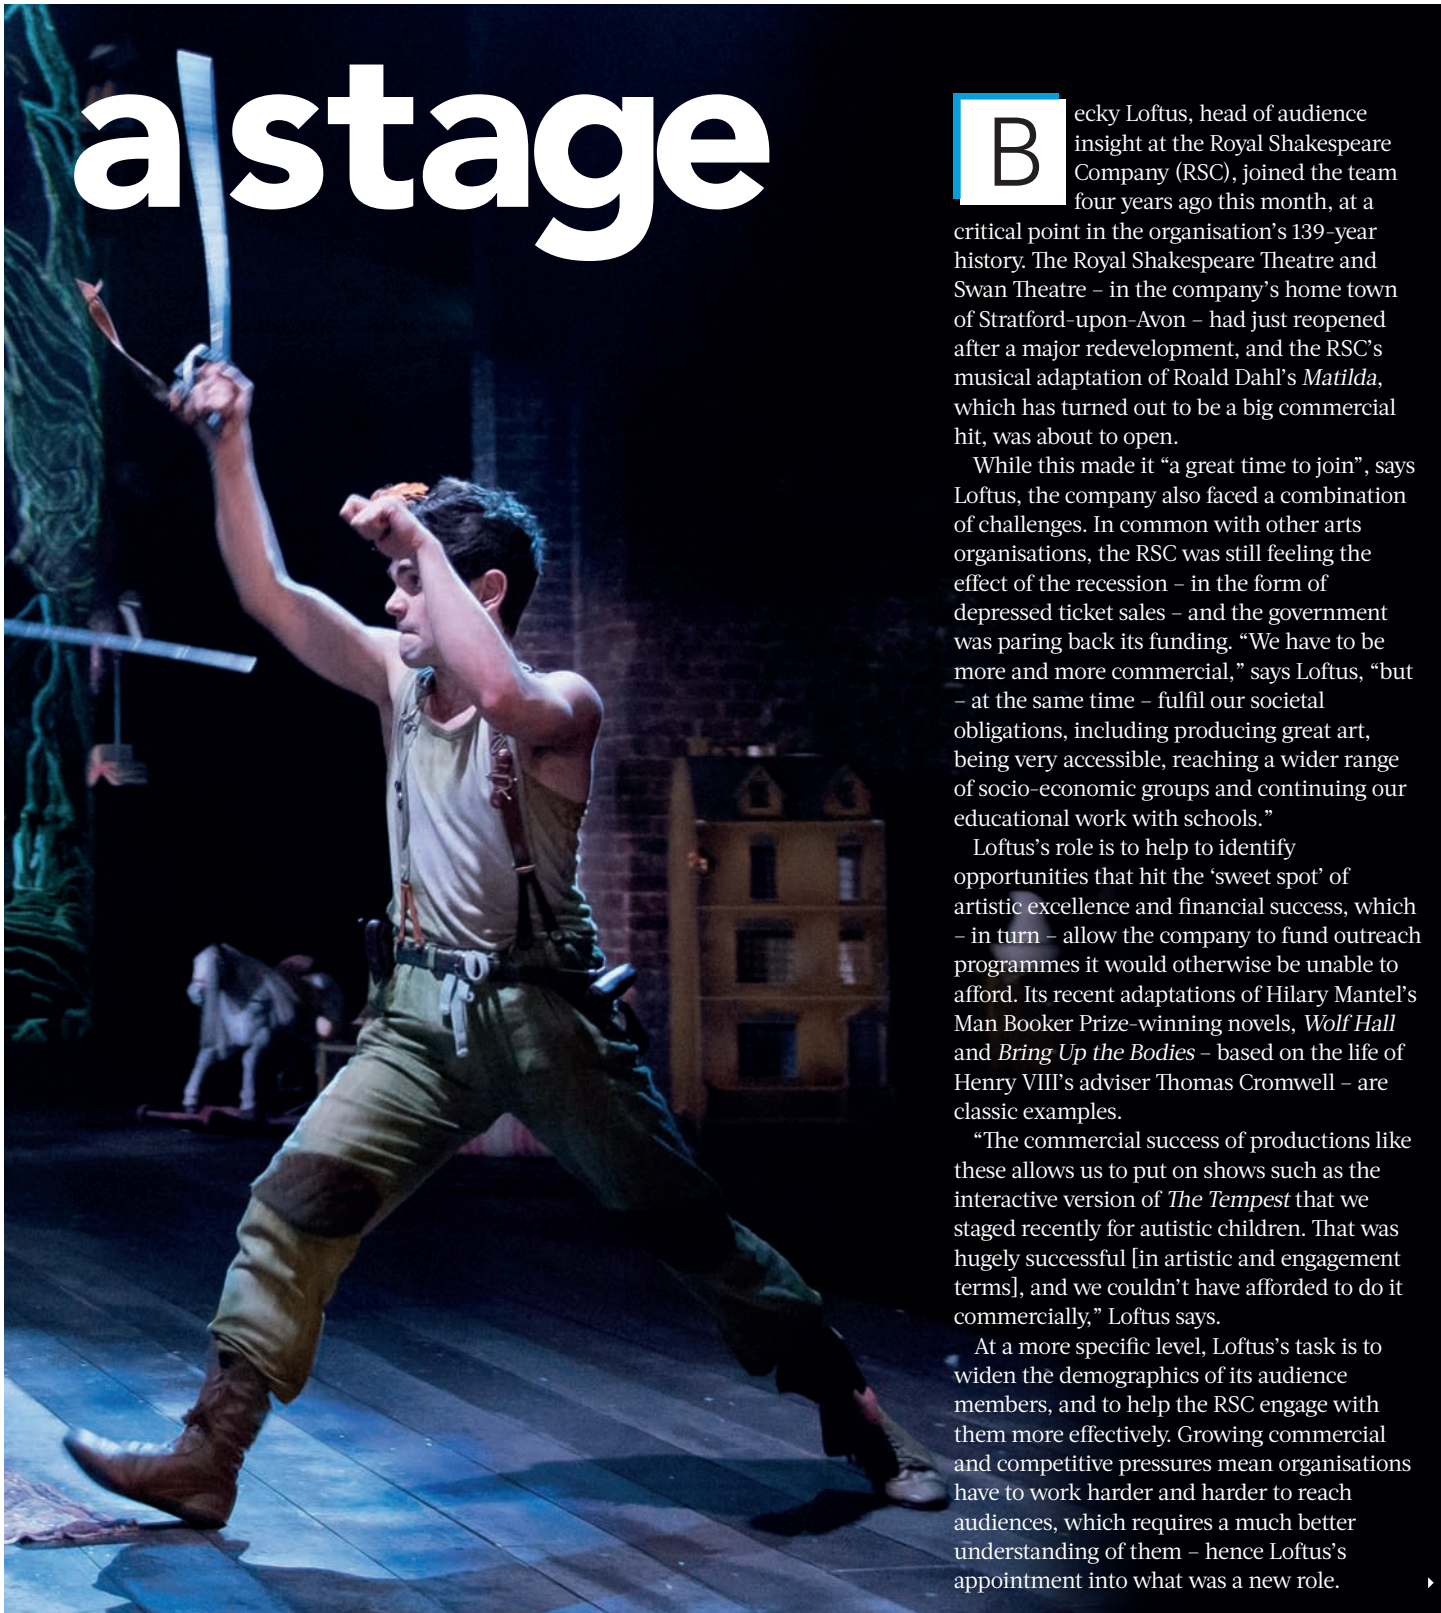 a stage
Becky Loftus, head of audience
insight at the Royal Shakespeare
Company (RSC), joined the team
four years ago this month, at a
critical point in the organisation’s 139-year
history. The Royal Shakespeare Theatre and
Swan Theatre – in the company’s home town
of Stratford-upon-Avon – had just reopened
after a major redevelopment, and the RSC’s
musical adaptation of Roald Dahl’s Matilda,
which has turned out to be a big commercial
hit, was about to open.
While this made it “a great time to join”, says
Loftus, the company also faced a combination
of challenges. In common with other arts
organisations, the RSC was still feeling the
effect of the recession – in the form of
depressed ticket sales – and the government
was paring back its funding. “We have to be
more and more commercial,” says Loftus, “but
– at the same time – fulfil our societal
obligations, including producing great art,
being very accessible, reaching a wider range
of socio-economic groups and continuing our
educational work with schools.”
Loftus’s role is to help to identify
opportunities that hit the ‘sweet spot’ of
artistic excellence and financial success, which
– in turn – allow the company to fund outreach
programmes it would otherwise be unable to
afford. Its recent adaptations of Hilary Mantel’s
Man Booker Prize-winning novels, Wolf Hall
and Bring Up the Bodies – based on the life of
Henry VIII’s adviser Thomas Cromwell – are
classic examples.
“The commercial success of productions like
these allows us to put on shows such as the
interactive version of The Tempest that we
staged recently for autistic children. That was
hugely successful [in artistic and engagement
terms], and we couldn’t have afforded to do it
commercially,” Loftus says.
At a more specific level, Loftus’s task is to
widen the demographics of its audience
members, and to help the RSC engage with
them more effectively. Growing commercial
and competitive pressures mean organisations
have to work harder and harder to reach
audiences, which requires a much better
understanding of them – hence Loftus’s
appointment into what was a new role.